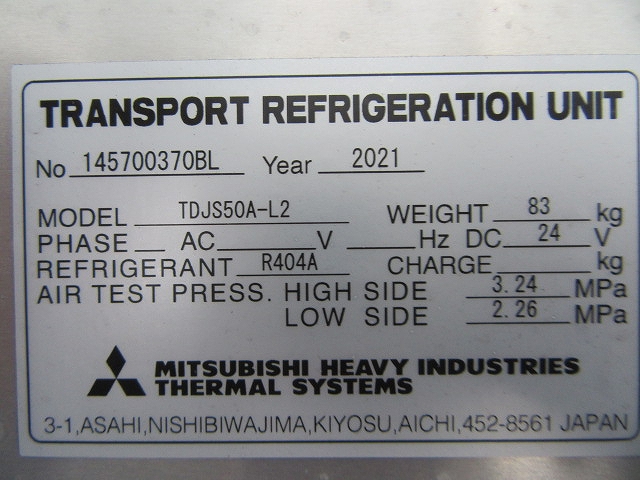 TRANSPORT REFRIGERATION UNIT
No 145700370BL Year 2021
MODEL TDJS50A-L2 WEIGHT 83 kg
PHASE AC V Hz DC 24 V
REFRIGERANT R404A CHARGE kg
AIR TEST PRESS. HIGH SIDE 3.24 MPa
LOW SIDE 2.26 MPa
MITSUBISHI HEAVY INDUSTRIES
THERMAL SYSTEMS
3-1,ASAHI,NISHIBIWAJIMA,KIYOSU,AICHI,452-8561 JAPAN